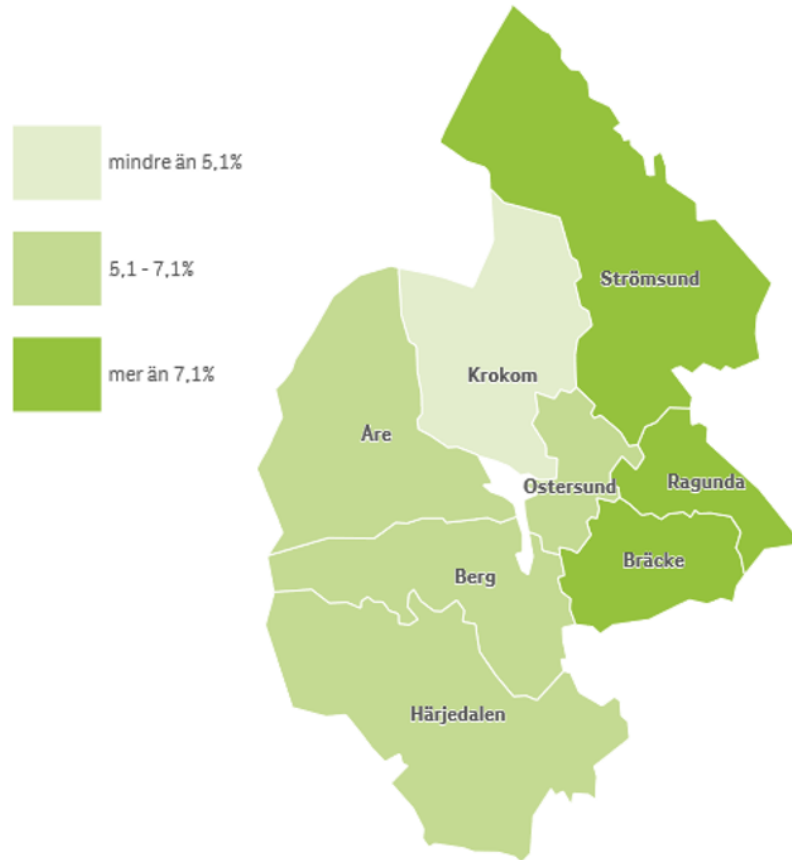 mindre än 5,1%
5,1 - 7,1%
mer än 7,1%
Strömsund
Krokom
Åre
Ostersund
Ragunda
Bräcke
Berg
Härjedalen